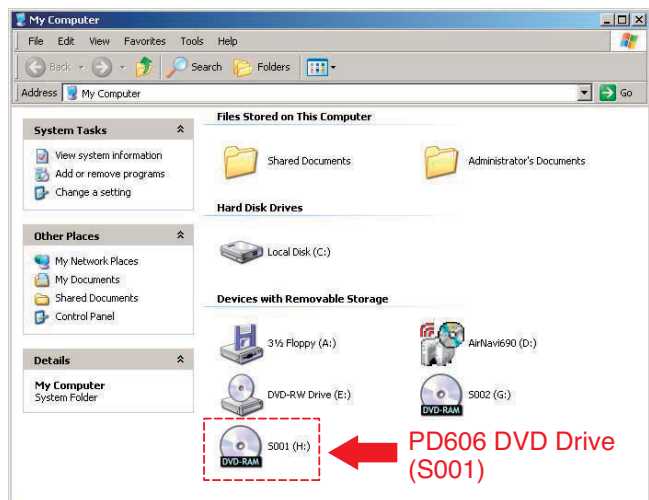 My Computer
File Edit View Favorites Tools Help
Back Search Folders
Address My Computer Go
System Tasks
View system information
Add or remove programs
Change a setting
Other Places
My Network Places
My Documents
Shared Documents
Control Panel
Details
My Computer
System Folder
Files Stored on This Computer
Shared Documents
Administrator's Documents
Hard Disk Drives
Local Disk (C:)
Devices with Removable Storage
3½ Floppy (A:)
AirNavi690 (D:)
DVD-RW Drive (E:)
DVD-RAM
S002 (G:)
DVD-RAM
S001 (H:)
PD606 DVD Drive
(S001)